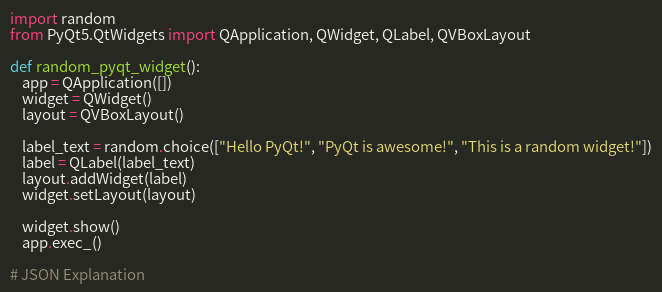 import random
from PyQt5.QtWidgets import QApplication, QWidget, QLabel, QVBoxLayout

def random_pyqt_widget():
    app = QApplication([])
    widget = QWidget()
    layout = QVBoxLayout()

    label_text = random.choice(["Hello PyQt!", "PyQt is awesome!", "This is a random widget!"])
    label = QLabel(label_text)
    layout.addWidget(label)
    widget.setLayout(layout)

    widget.show()
    app.exec_()

# JSON Explanation